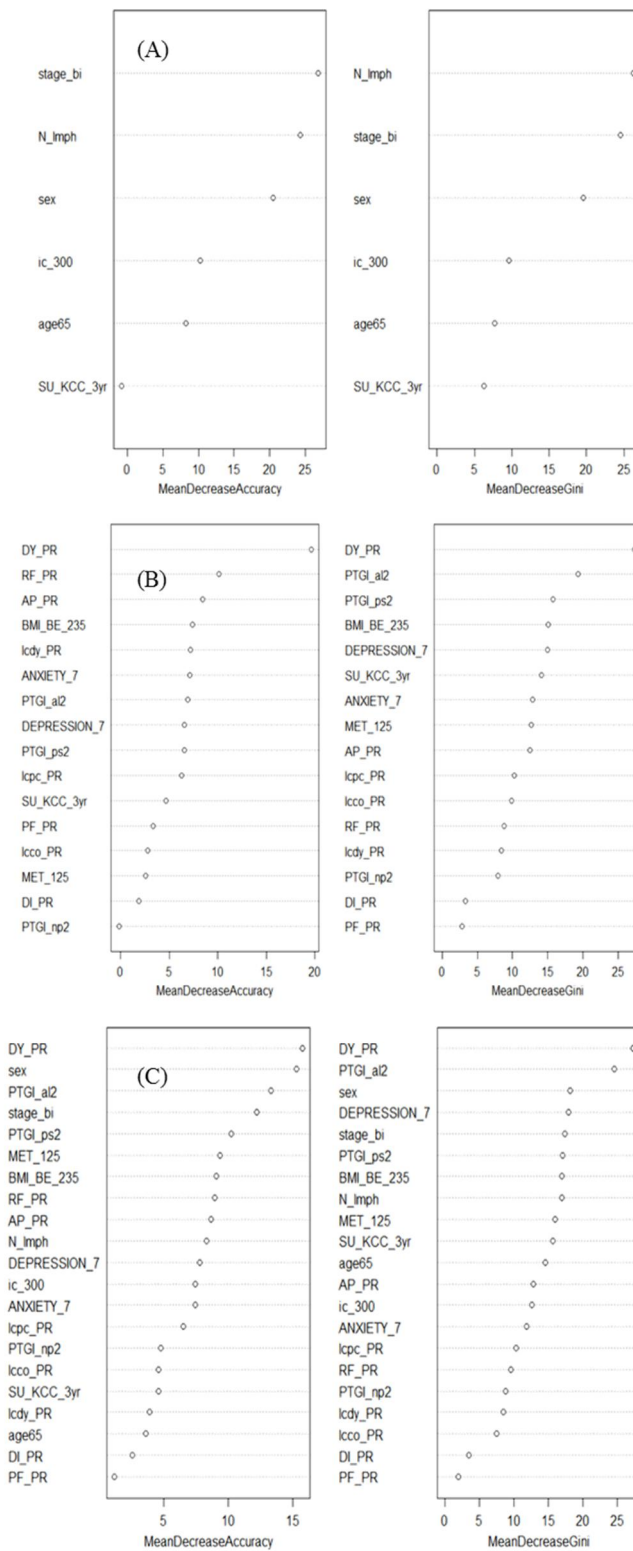 (A)
stage_bi
N_lmph
sex
ic_300
age65
SU_KCC_3yr
0 5 10 15 20 25
MeanDecreaseAccuracy
N_lmph
stage_bi
sex
ic_300
age65
SU_KCC_3yr
0 5 10 15 20 25
MeanDecreaseGini
(B)
DY_PR
RF_PR
AP_PR
BMI_BE_235
lcdy_PR
ANXIETY_7
PTGI_al2
DEPRESSION_7
PTGI_ps2
lcpc_PR
SU_KCC_3yr
PF_PR
lcco_PR
MET_125
DI_PR
PTGI_np2
0 5 10 15 20
MeanDecreaseAccuracy
DY_PR
PTGI_al2
PTGI_ps2
BMI_BE_235
DEPRESSION_7
SU_KCC_3yr
ANXIETY_7
MET_125
AP_PR
lcpc_PR
lcco_PR
RF_PR
lcdy_PR
PTGI_np2
DI_PR
PF_PR
0 5 10 15 20 25
MeanDecreaseGini
(C)
DY_PR
sex
PTGI_al2
stage_bi
PTGI_ps2
MET_125
BMI_BE_235
RF_PR
AP_PR
N_lmph
DEPRESSION_7
ic_300
ANXIETY_7
lcpc_PR
PTGI_np2
lcco_PR
SU_KCC_3yr
lcdy_PR
age65
DI_PR
PF_PR
5 10 15
MeanDecreaseAccuracy
DY_PR
PTGI_al2
sex
DEPRESSION_7
stage_bi
PTGI_ps2
BMI_BE_235
N_lmph
MET_125
SU_KCC_3yr
age65
AP_PR
ic_300
ANXIETY_7
lcpc_PR
RF_PR
PTGI_np2
lcdy_PR
lcco_PR
DI_PR
PF_PR
0 5 10 15 20 25
MeanDecreaseGini